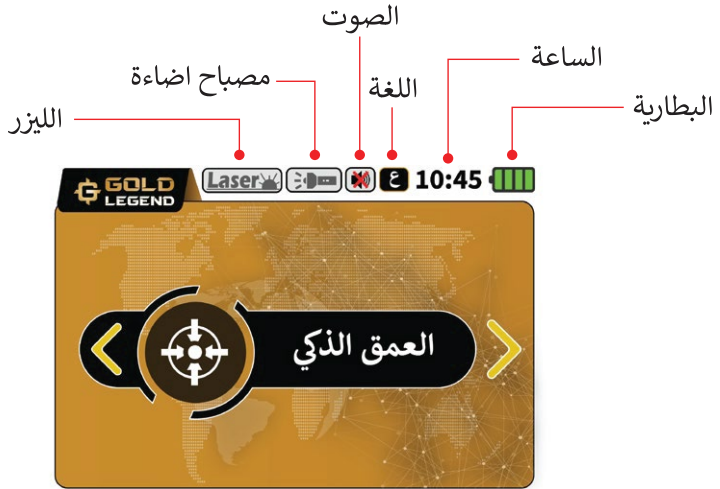 الصوت
الساعة
مصباح اضاءة
اللغة
البطارية
الليزر
GOLD
LEGEND
Laser
ع
10:45
العمق الذكي